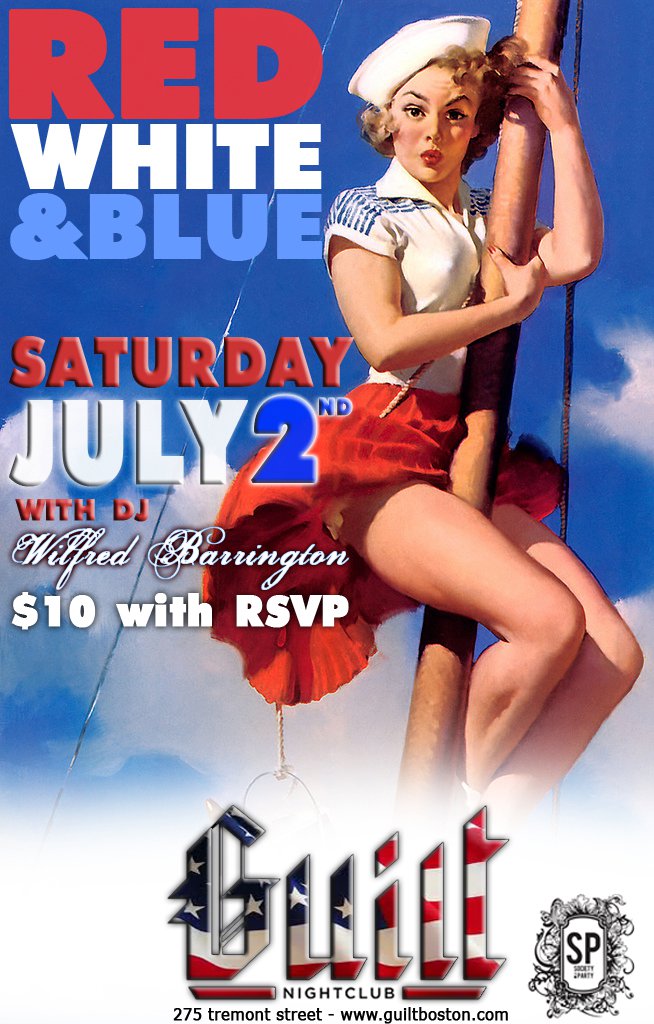 RED
WHITE
&BLUE
SATURDAY
JULY 2ND
WITH DJ
Wilfred Barrington
$10 with RSVP
Guilt
NIGHTCLUB
275 tremont street - www.guiltboston.com
SP
SOCIETY
PARTY